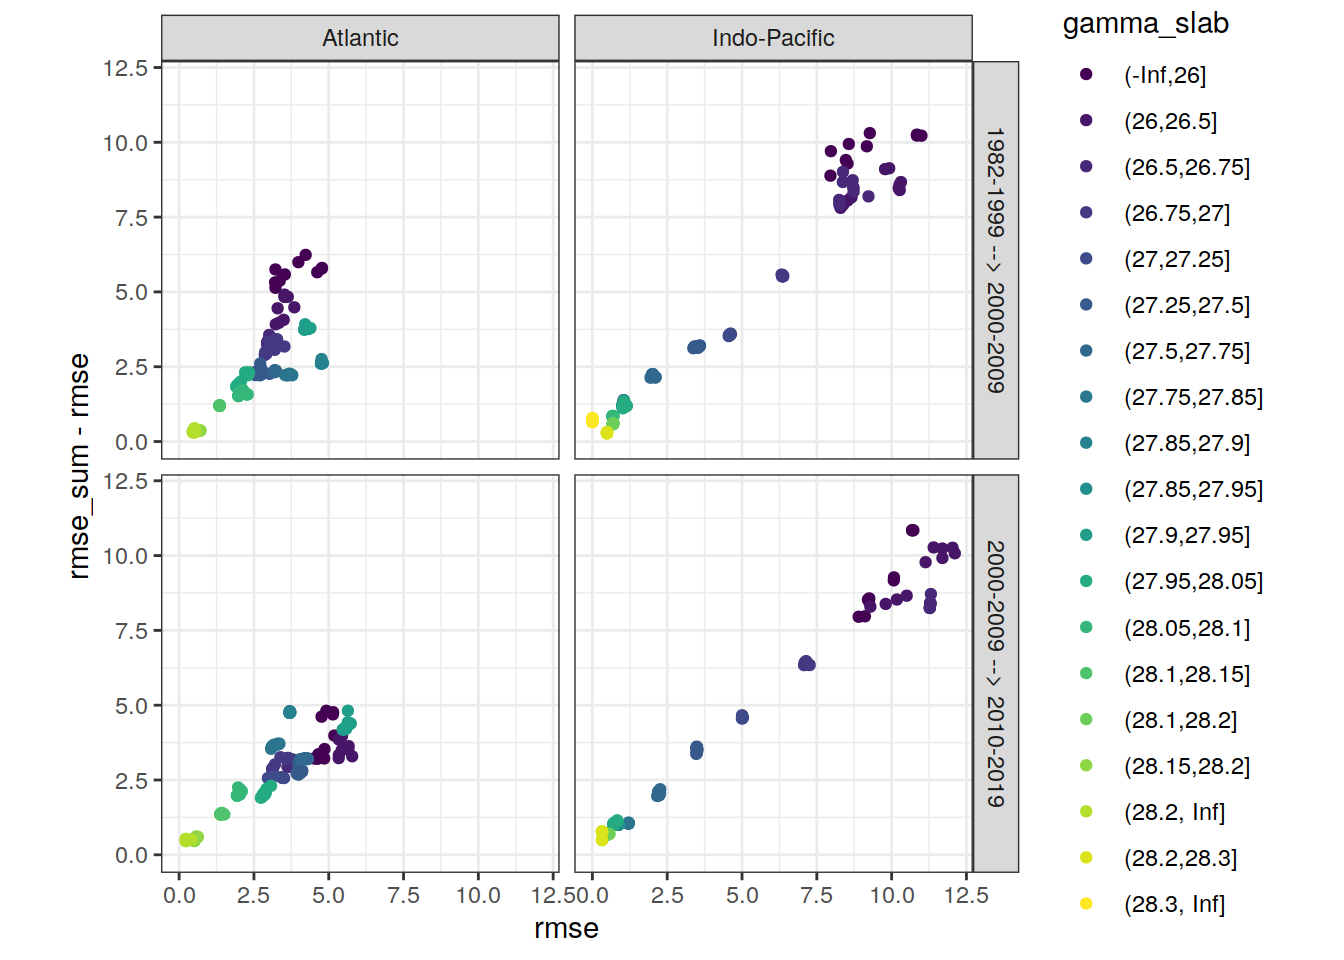 Atlantic
Indo-Pacific
gamma_slab
(-Inf,26]
(26,26.5]
(26.5,26.75]
(26.75,27]
(27,27.25]
(27.25,27.5]
(27.5,27.75]
(27.75,27.85]
(27.85,27.9]
(27.85,27.95]
(27.9,27.95]
(27.95,28.05]
(28.05,28.1]
(28.1,28.15]
(28.1,28.2]
(28.15,28.2]
(28.2, Inf]
(28.2,28.3]
(28.3, Inf]
12.5
10.0
7.5
5.0
2.5
0.0
1982-1999 --> 2000-2009
rmse_sum - rmse
12.5
10.0
7.5
5.0
2.5
0.0
2000-2009 --> 2010-2019
0.0 2.5 5.0 7.5 10.0 12.5
0.0 2.5 5.0 7.5 10.0 12.5
rmse